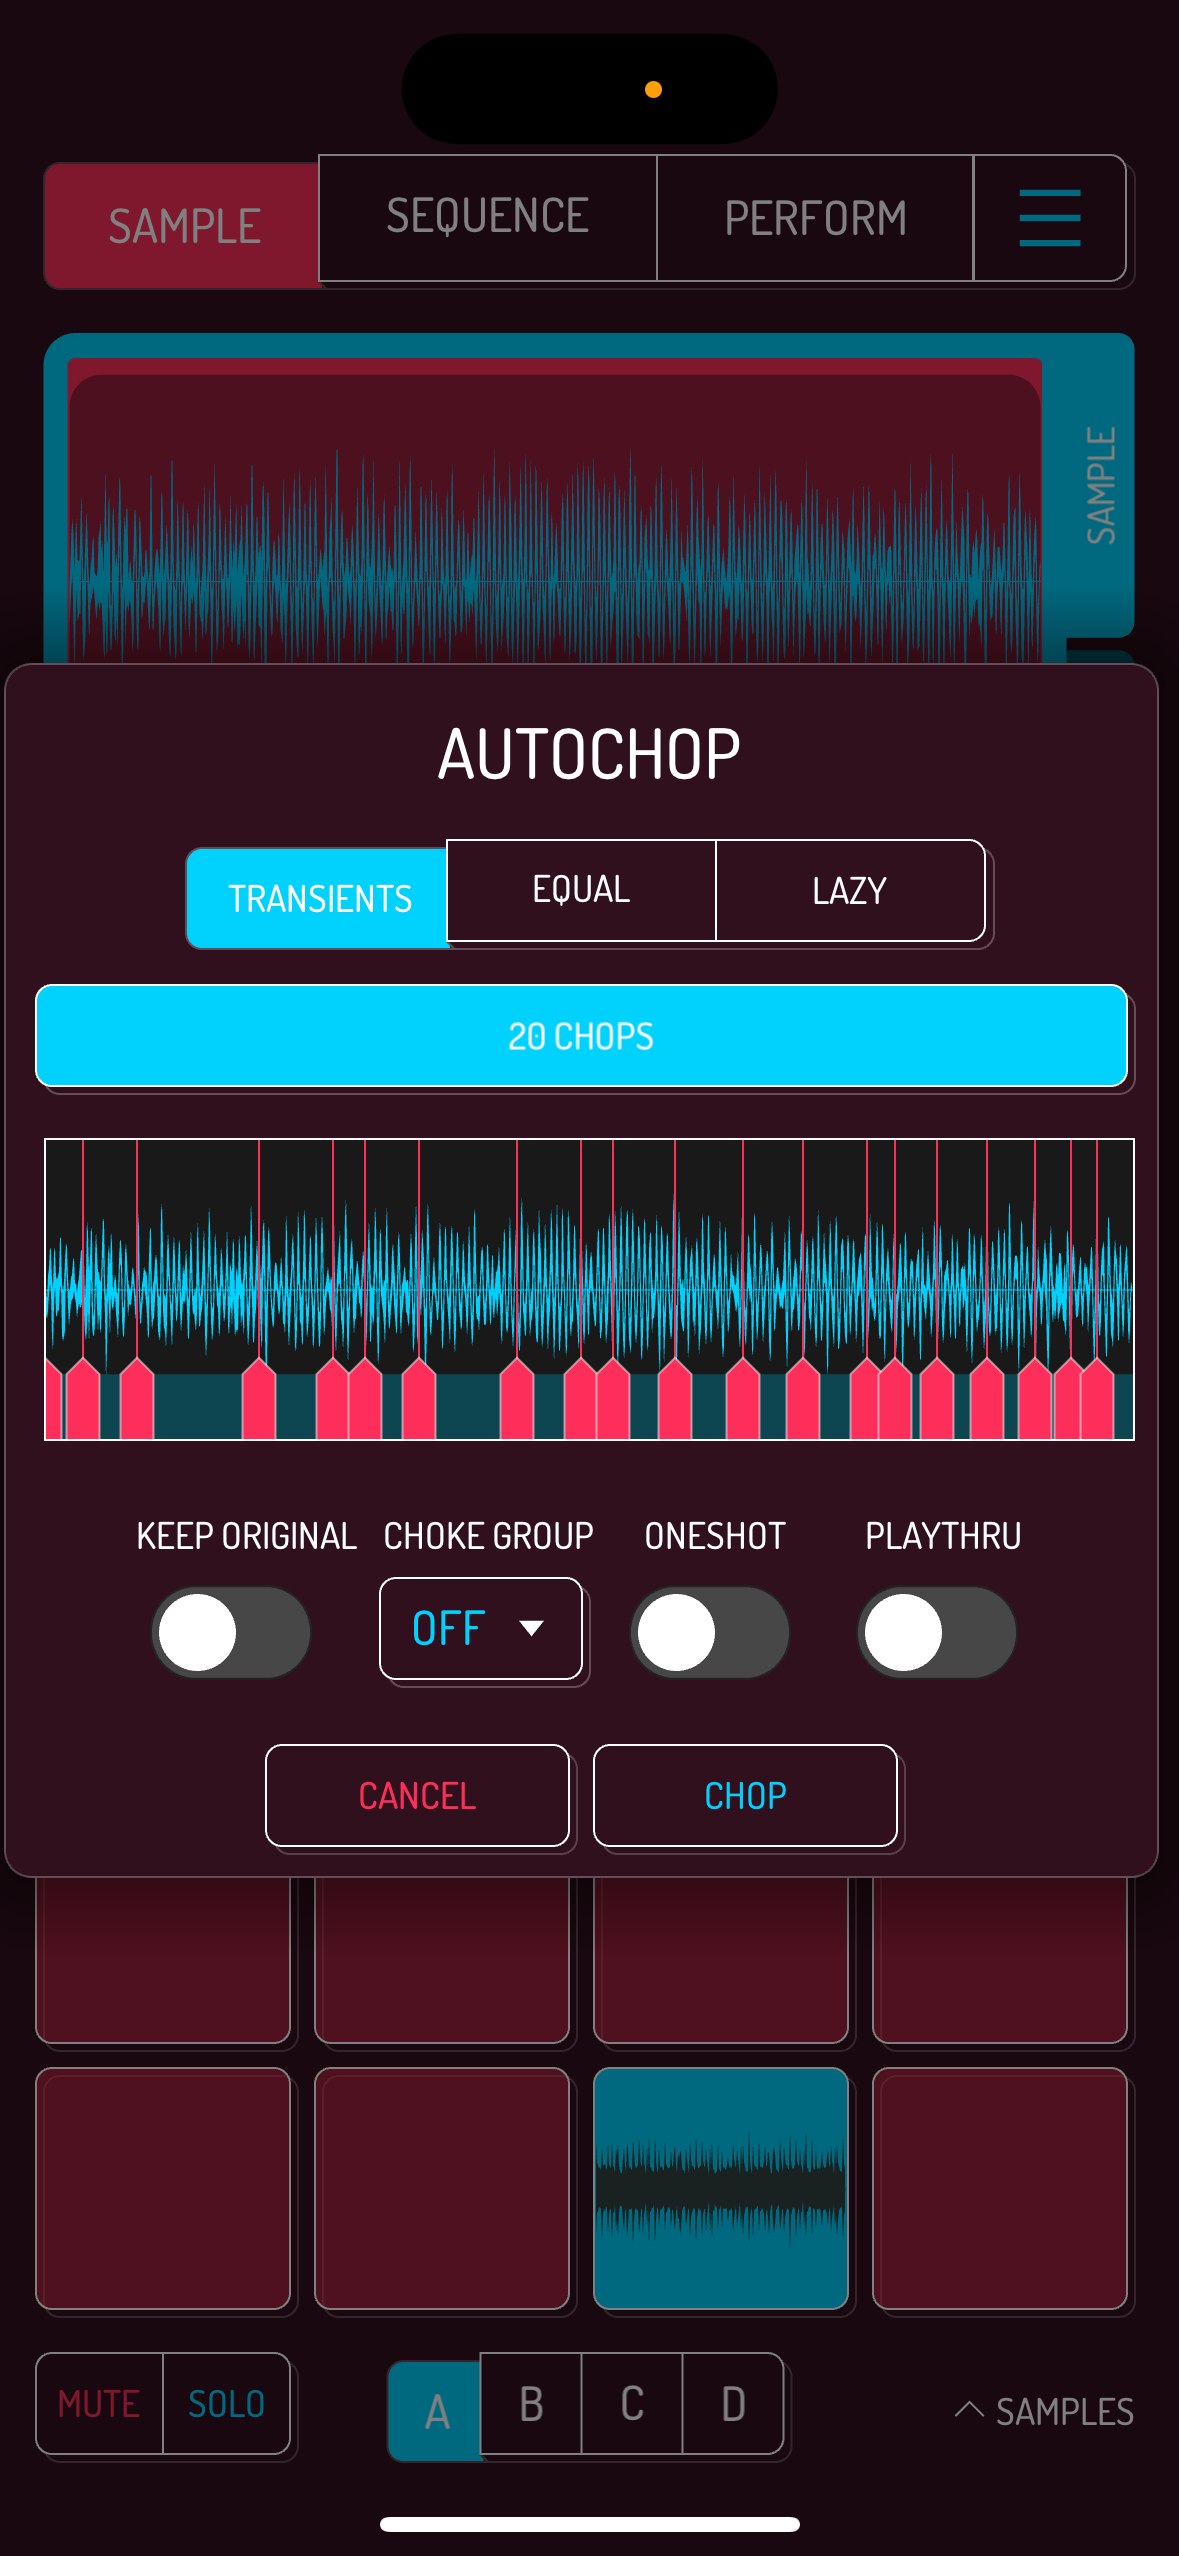 SAMPLE SEQUENCE PERFORM
SAMPLE
AUTOCHOP
TRANSIENTS EQUAL LAZY
20 CHOPS
KEEP ORIGINAL CHOKE GROUP ONESHOT PLAYTHRU
OFF
CANCEL CHOP
MUTE SOLO A B C D SAMPLES